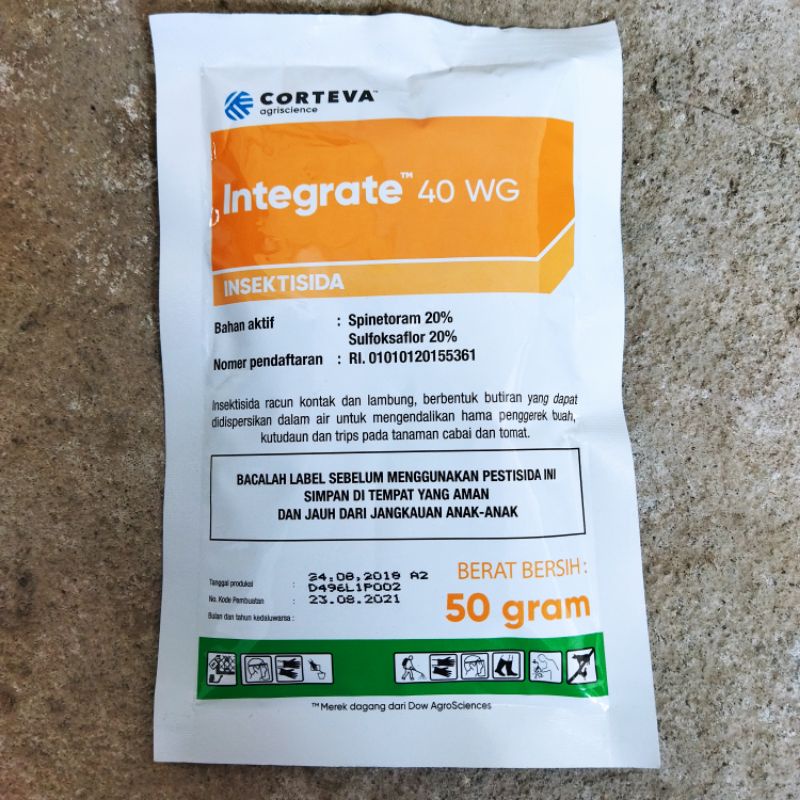 CORTEVA™
agriscience
Integrate™ 40 WG
INSEKTISIDA
Bahan aktif : Spinetoram 20%
Sulfoksaflor 20%
Nomer pendaftaran : RI. 01010120155361
Insektisida racun kontak dan lambung, berbentuk butiran yang dapat
didispersikan dalam air untuk mengendalikan hama penggerek buah,
kutudaun dan trips pada tanaman cabai dan tomat.
BACALAH LABEL SEBELUM MENGGUNAKAN PESTISIDA INI
SIMPAN DI TEMPAT YANG AMAN
DAN JAUH DARI JANGKAUAN ANAK-ANAK
Tanggal produksi : 24.08.2019 A2
No. Kode Pembuatan : D496L1P002
Bulan dan tahun kedaluwarsa : 23.08.2021
BERAT BERSIH :
50 gram
™Merek dagang dari Dow AgroSciences